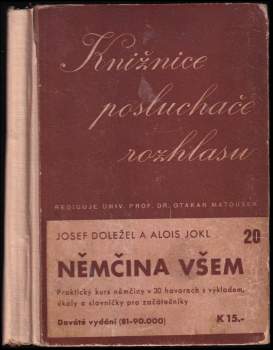 Knižnice
posluchače
rozhlasu
REDIGUJE UNIV. PROF. DR. OTAKAR MATOUŠEK
JOSEF DOLEŽEL A ALOIS JOKL 20
NĚMČINA VŠEM
Praktický kurs němčiny v 30 hovorech s výkladem,
úkoly a slovníčky pro začátečníky
Deváté vydání (81-90.000) K 15.-